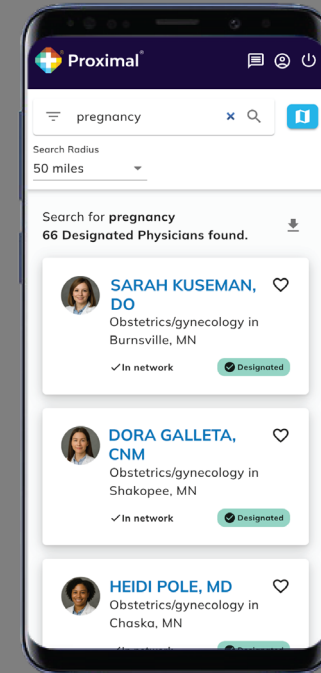 Proximal®
pregnancy
Search Radius
50 miles
Search for pregnancy
66 Designated Physicians found.
SARAH KUSEMAN,
DO
Obstetrics/gynecology in
Burnsville, MN
In network Designated
DORA GALLETA,
CNM
Obstetrics/gynecology in
Shakopee, MN
In network Designated
HEIDI POLE, MD
Obstetrics/gynecology in
Chaska, MN